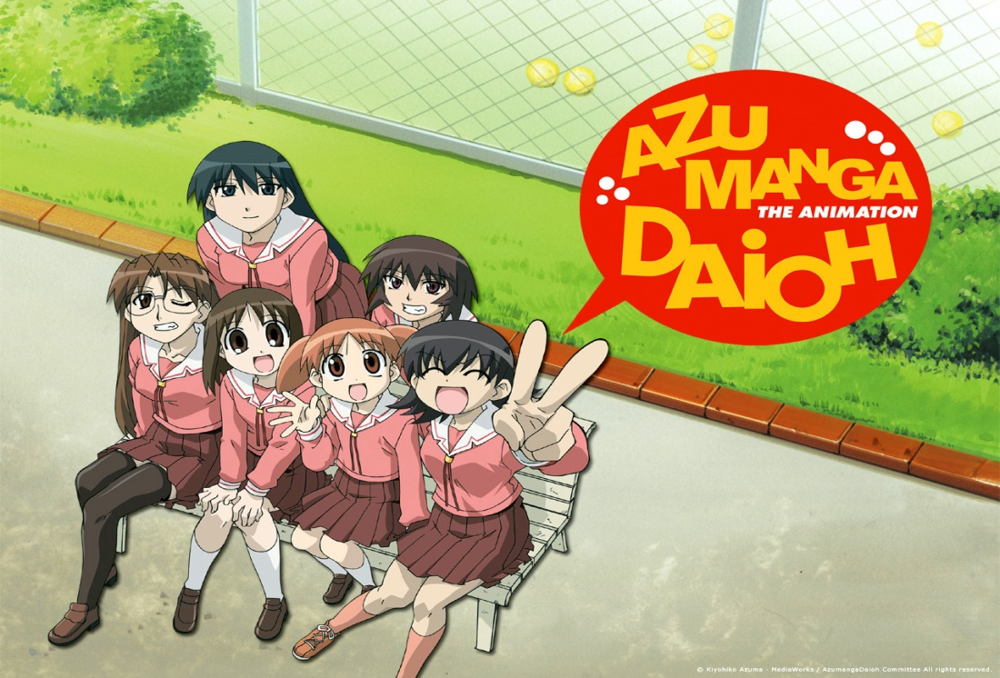 AZU
MANGA
THE ANIMATION
DAiOH
© Kiyohiko Azuma - MediaWorks / AzumangaDaioh Committee All rights reserved.